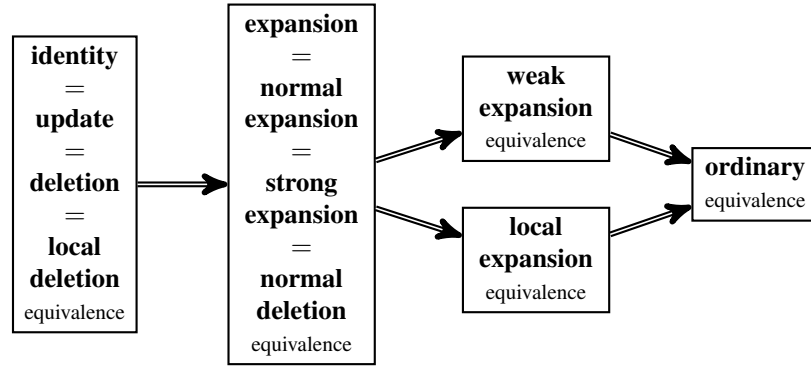 identity
=
update
=
deletion
=
local
deletion
equivalence
expansion
=
normal
expansion
=
strong
expansion
=
normal
deletion
equivalence
weak
expansion
equivalence
local
expansion
equivalence
ordinary
equivalence